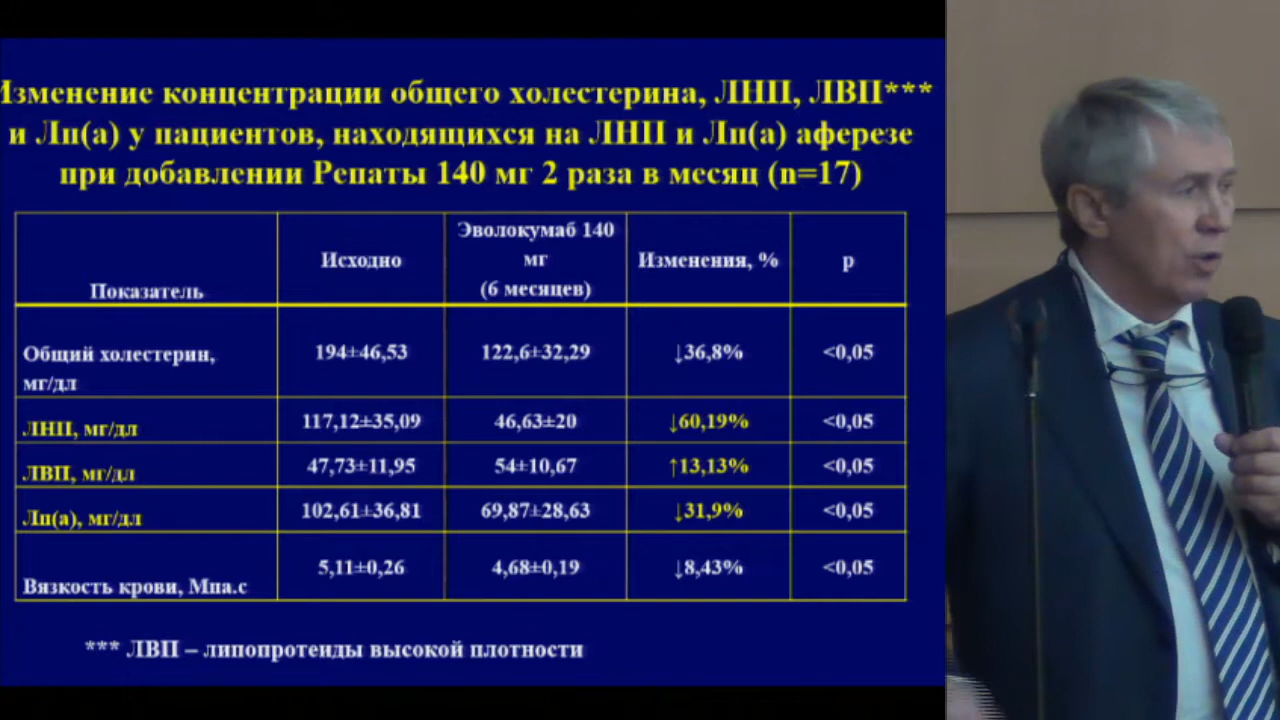 Изменение концентрации общего холестерина, ЛНП, ЛВП***
и Лп(а) у пациентов, находящихся на ЛНП и Лп(а) аферезе
при добавлении Репаты 140 мг 2 раза в месяц (n=17)
Показатель
Исходно
Эволокумаб 140
мг
(6 месяцев)
Изменения, %
р
Общий холестерин,
мг/дл
194±46,53
122,6±32,29
↓36,8%
<0,05
ЛНП, мг/дл
117,12±35,09
46,63±20
↓60,19%
<0,05
ЛВП, мг/дл
47,73±11,95
54±10,67
↑13,13%
<0,05
Лп(а), мг/дл
102,61±36,81
69,87±28,63
↓31,9%
<0,05
Вязкость крови, Мпа.с
5,11±0,26
4,68±0,19
↓8,43%
<0,05
*** ЛВП – липопротеиды высокой плотности